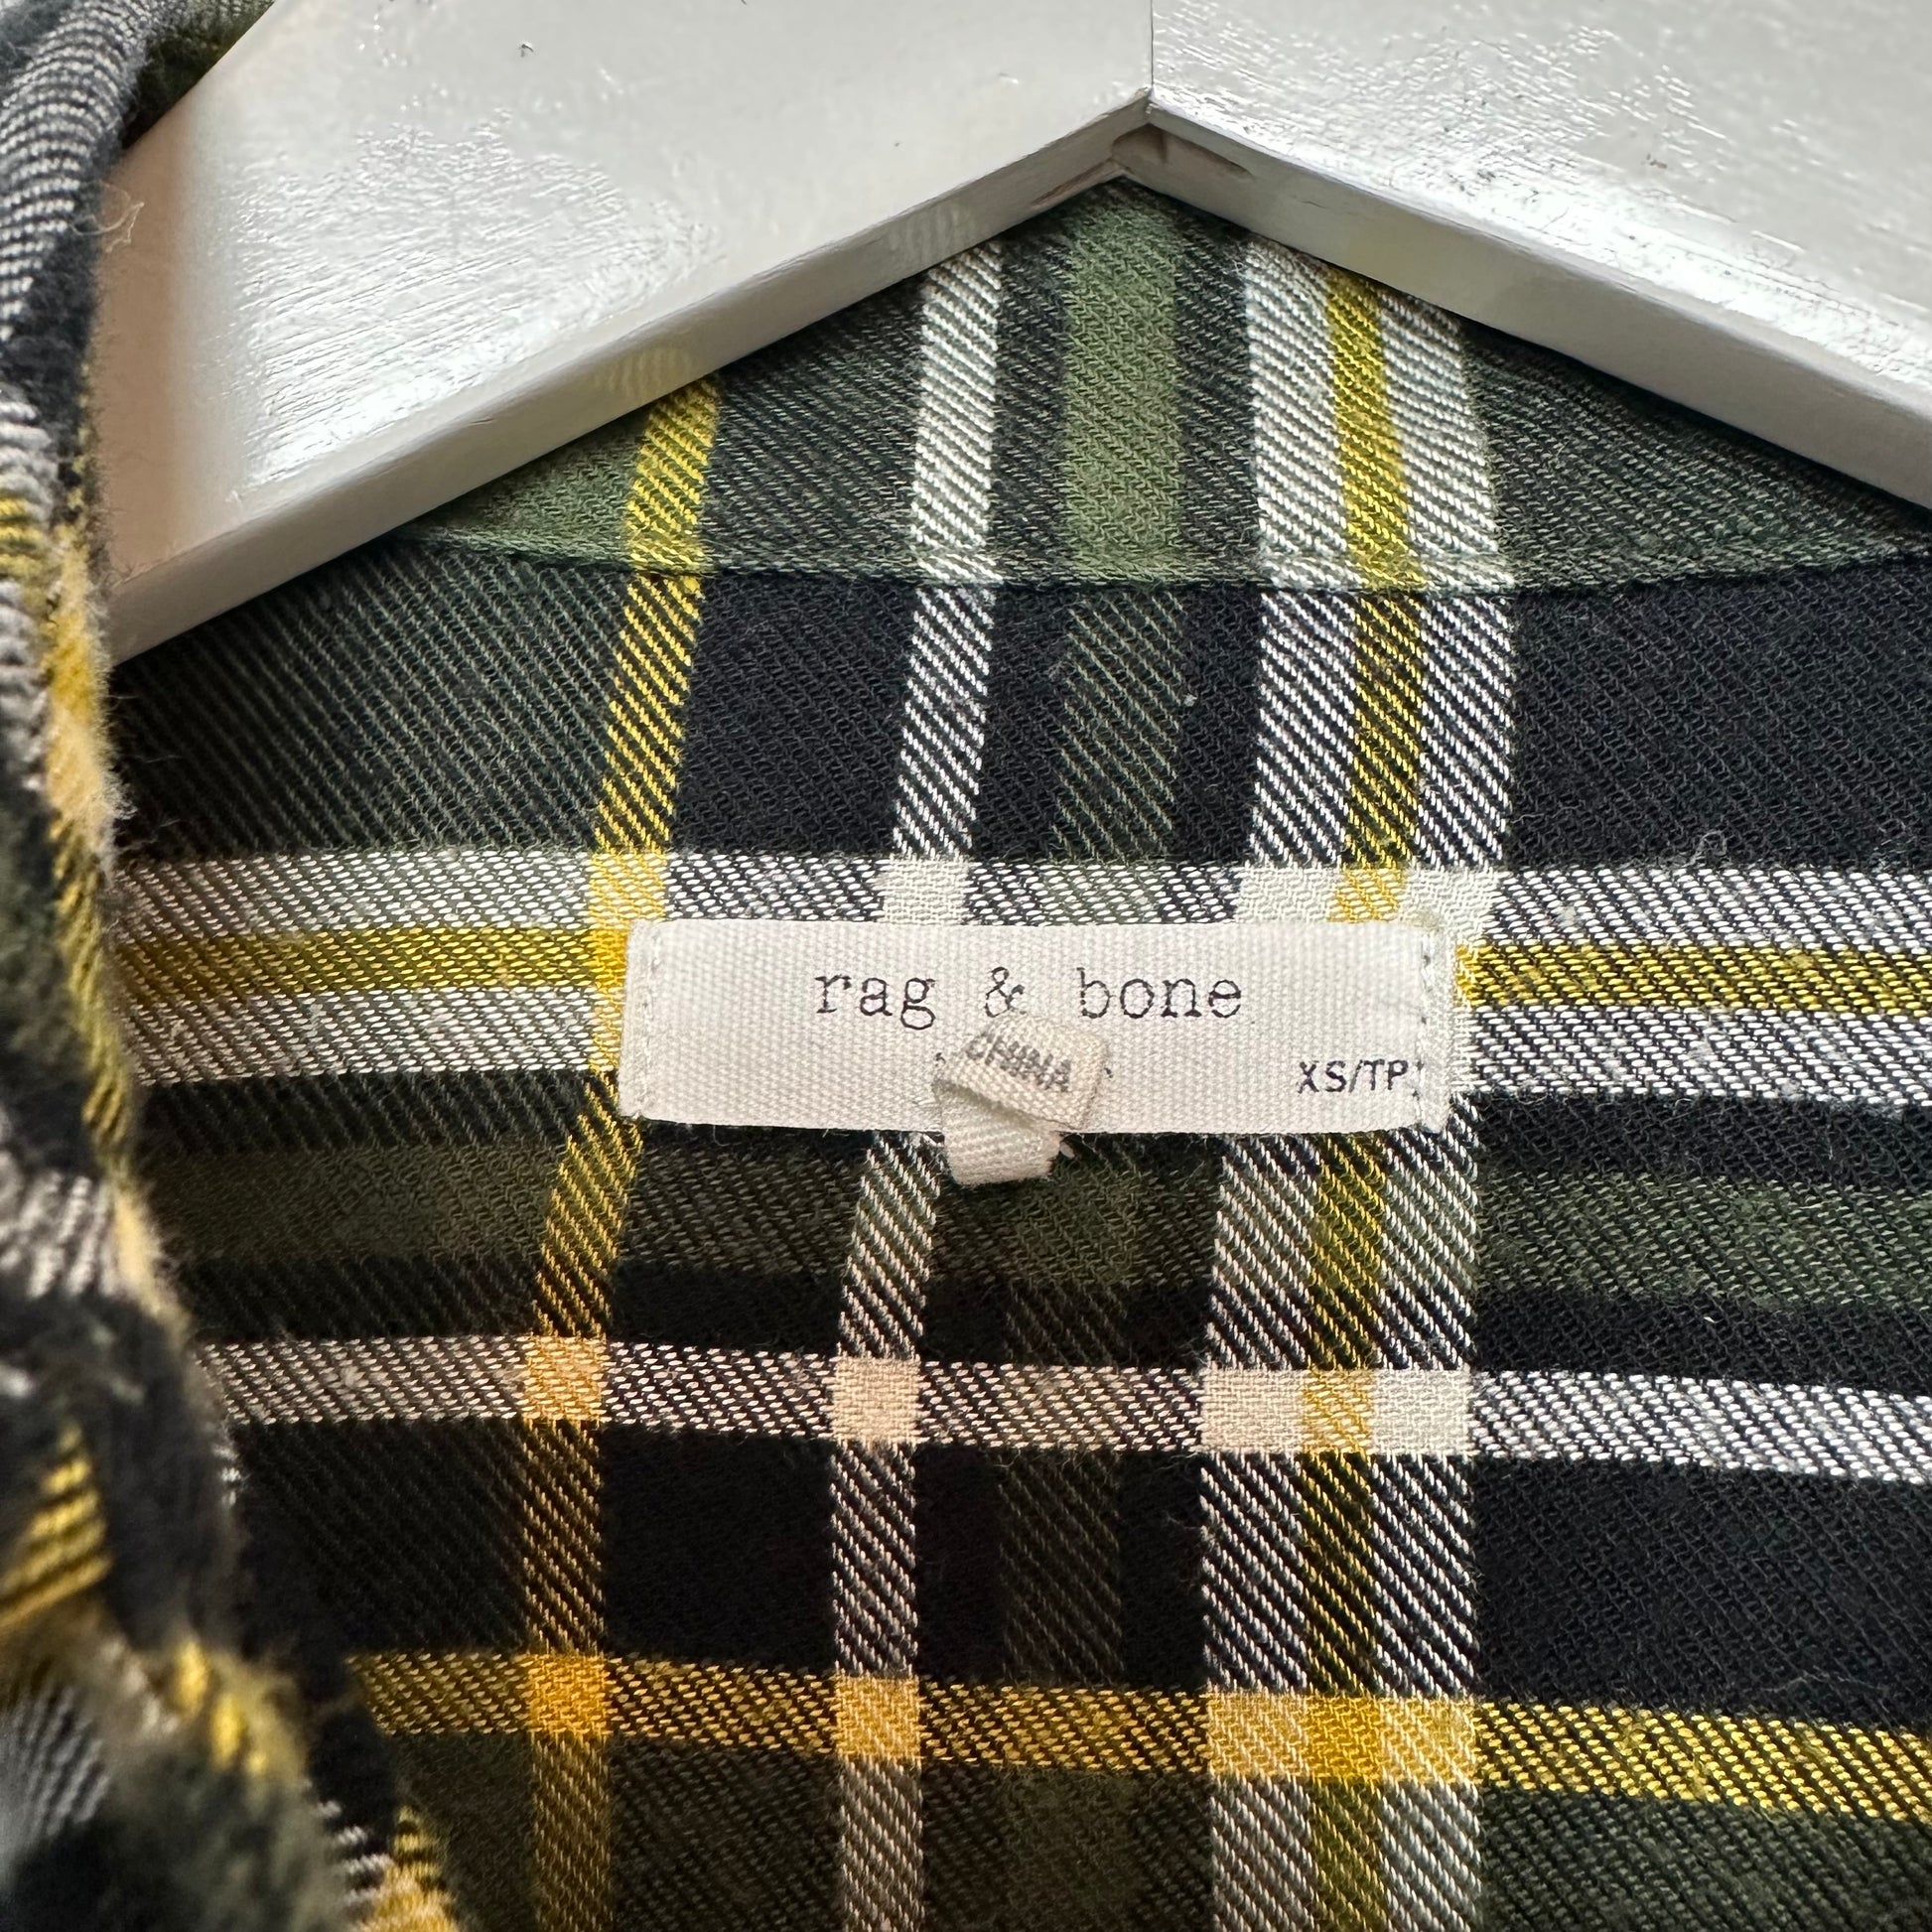 rag & bone
CHINA
XS/TP